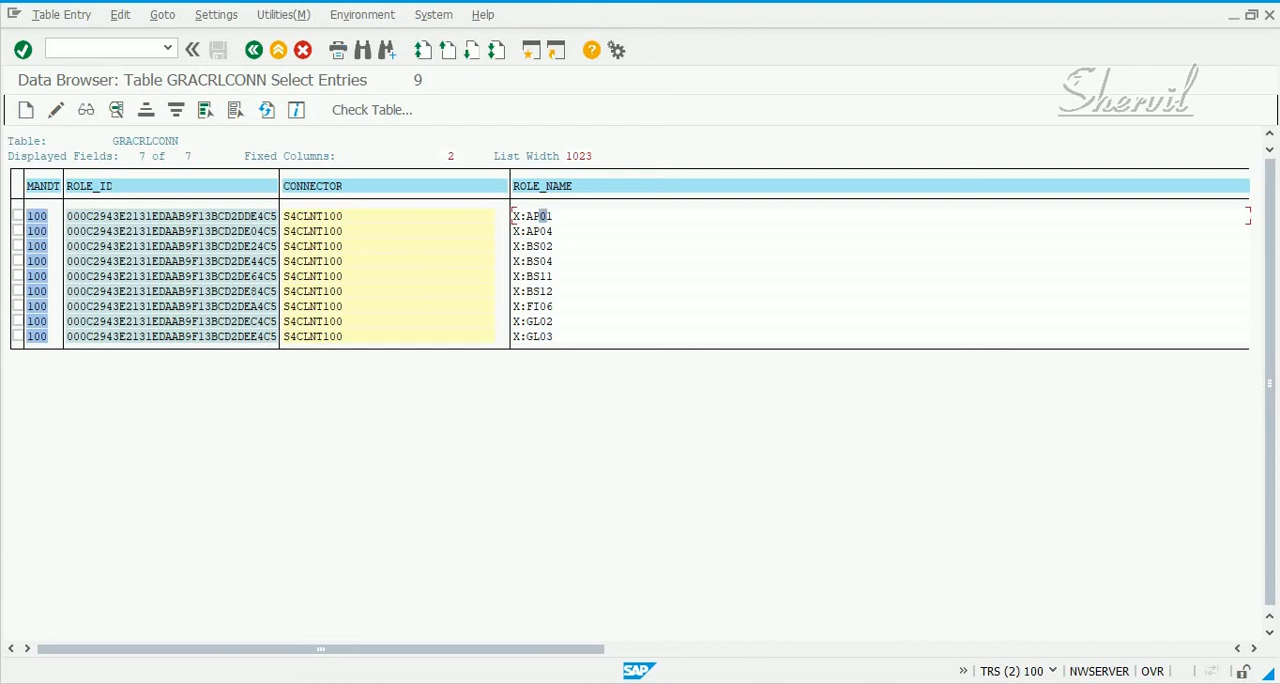 Table Entry Edit Goto Settings Utilities(M) Environment System Help
Data Browser: Table GRACRLCONN Select Entries 9
Shervil
Check Table...
Table: GRACRLCONN
Displayed Fields: 7 of 7 Fixed Columns: 2 List Width 1023
MANDT ROLE_ID CONNECTOR ROLE_NAME
100 000C2943E2131EDAAB9F13BCD2DDE4C5 S4CLNT100 X:AP01
100 000C2943E2131EDAAB9F13BCD2DE04C5 S4CLNT100 X:AP04
100 000C2943E2131EDAAB9F13BCD2DE24C5 S4CLNT100 X:BS02
100 000C2943E2131EDAAB9F13BCD2DE44C5 S4CLNT100 X:BS04
100 000C2943E2131EDAAB9F13BCD2DE64C5 S4CLNT100 X:BS11
100 000C2943E2131EDAAB9F13BCD2DE84C5 S4CLNT100 X:BS12
100 000C2943E2131EDAAB9F13BCD2DEA4C5 S4CLNT100 X:FI06
100 000C2943E2131EDAAB9F13BCD2DEC4C5 S4CLNT100 X:GL02
100 000C2943E2131EDAAB9F13BCD2DEE4C5 S4CLNT100 X:GL03
SAP TRS (2) 100 NWSERVER OVR